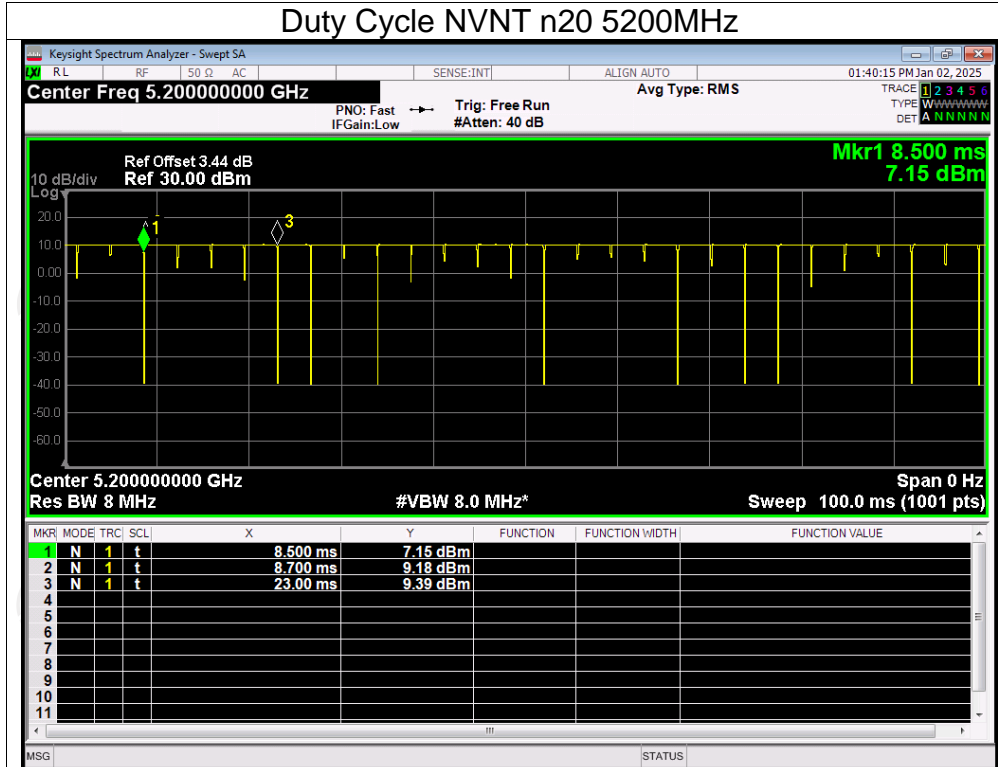 Duty Cycle NVNT n20 5200MHz
Keysight Spectrum Analyzer - Swept SA
LXI RL RF 50 Ω AC SENSE:INT ALIGN AUTO 01:40:15 PM Jan 02, 2025
Center Freq 5.200000000 GHz Avg Type: RMS TRACE 1 2 3 4 5 6
PNO: Fast Trig: Free Run TYPE W
IFGain:Low #Atten: 40 dB DET A N N N N N
Mkr1 8.500 ms
Ref Offset 3.44 dB
10 dB/div Ref 30.00 dBm 7.15 dBm
Log
20.0
1
3
10.0
0.00
-10.0
-20.0
-30.0
-40.0
-50.0
-60.0
Center 5.200000000 GHz Span 0 Hz
Res BW 8 MHz #VBW 8.0 MHz* Sweep 100.0 ms (1001 pts)
MKR MODE TRC SCL X Y FUNCTION FUNCTION WIDTH FUNCTION VALUE
1 N 1 t 8.500 ms 7.15 dBm
2 N 1 t 8.700 ms 9.18 dBm
3 N 1 t 23.00 ms 9.39 dBm
4
5
6
7
8
9
10
11
MSG STATUS